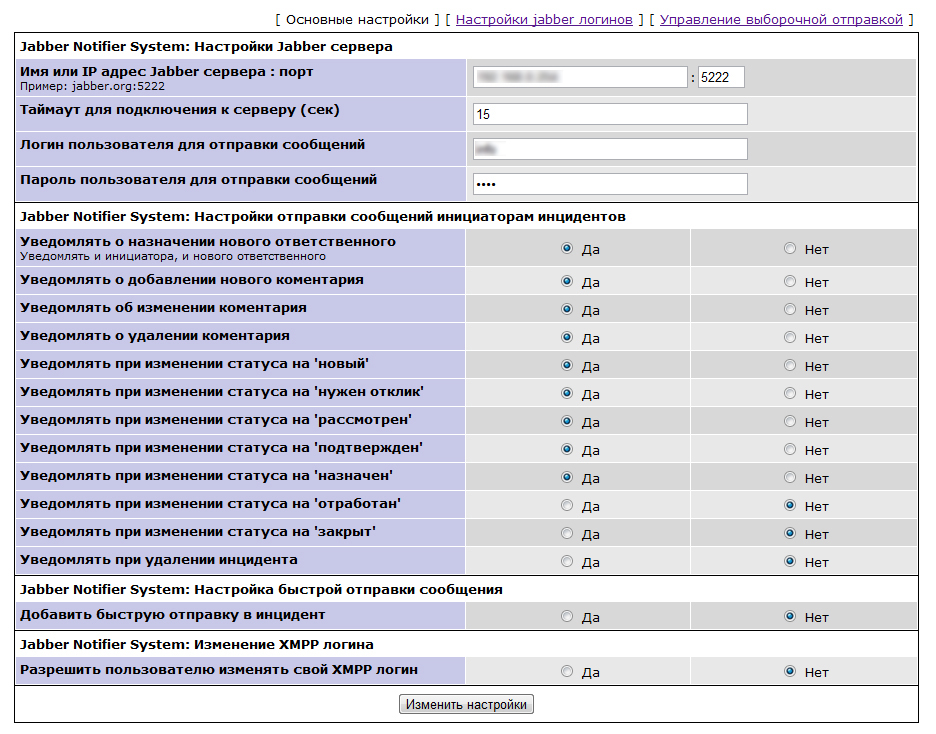 [ Основные настройки ] [ Настройки jabber логинов ] [ Управление выборочной отправкой ]
Jabber Notifier System: Настройки Jabber сервера
Имя или IP адрес Jabber сервера : порт
Пример: jabber.org:5222
: 5222
Таймаут для подключения к серверу (сек)
15
Логин пользователя для отправки сообщений
Пароль пользователя для отправки сообщений
••••
Jabber Notifier System: Настройки отправки сообщений инициаторам инцидентов
Уведомлять о назначении нового ответственного
Уведомлять и инициатора, и нового ответственного
Да Нет
Уведомлять о добавлении нового коментария Да Нет
Уведомлять об изменении коментария Да Нет
Уведомлять о удалении коментария Да Нет
Уведомлять при изменении статуса на 'новый' Да Нет
Уведомлять при изменении статуса на 'нужен отклик' Да Нет
Уведомлять при изменении статуса на 'рассмотрен' Да Нет
Уведомлять при изменении статуса на 'подтвержден' Да Нет
Уведомлять при изменении статуса на 'назначен' Да Нет
Уведомлять при изменении статуса на 'отработан' Да Нет
Уведомлять при изменении статуса на 'закрыт' Да Нет
Уведомлять при удалении инцидента Да Нет
Jabber Notifier System: Настройка быстрой отправки сообщения
Добавить быструю отправку в инцидент Да Нет
Jabber Notifier System: Изменение XMPP логина
Разрешить пользователю изменять свой XMPP логин Да Нет
Изменить настройки